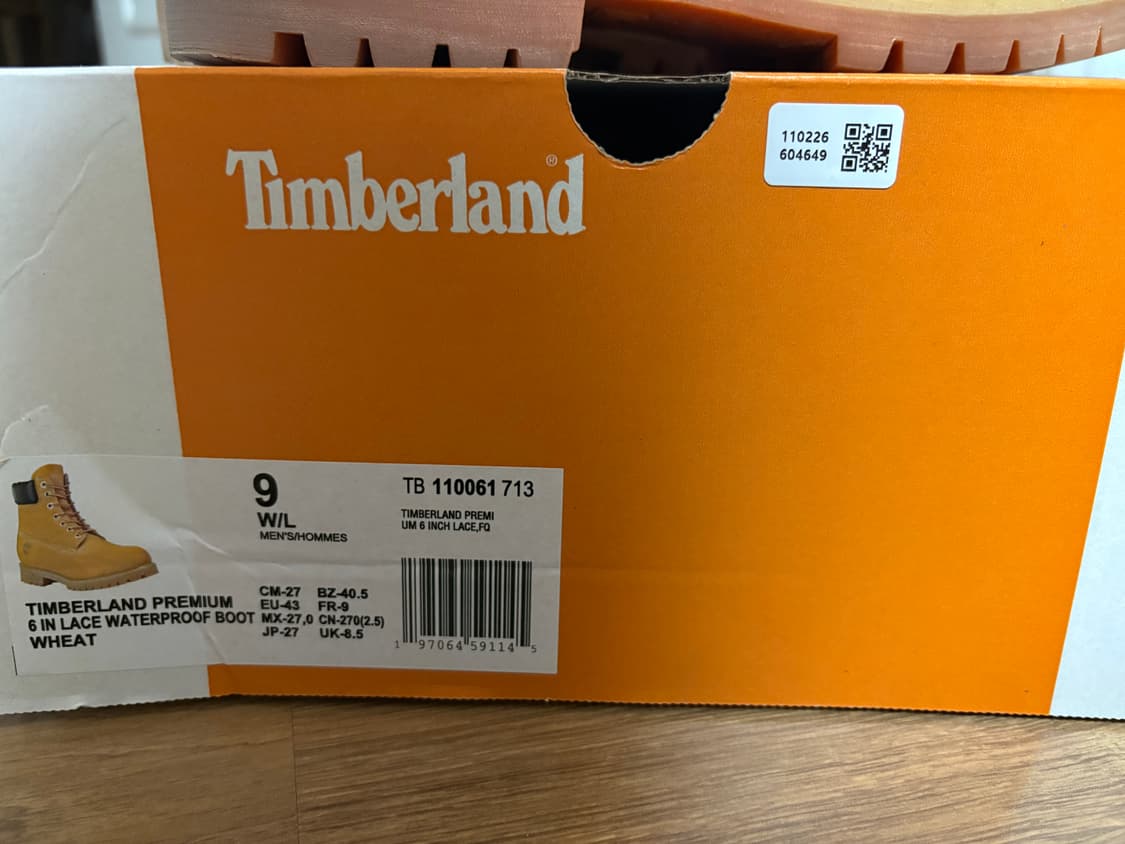 Timberland®
110226
604649
9
W/L
MEN'S/HOMMES
TB 110061 713
TIMBERLAND PREMI
UM 6 INCH LACE,FQ
TIMBERLAND PREMIUM
6 IN LACE WATERPROOF BOOT
WHEAT
CM-27 BZ-40.5
EU-43 FR-9
MX-27,0 CN-270(2.5)
JP-27 UK-8.5
1 97064 59114 5